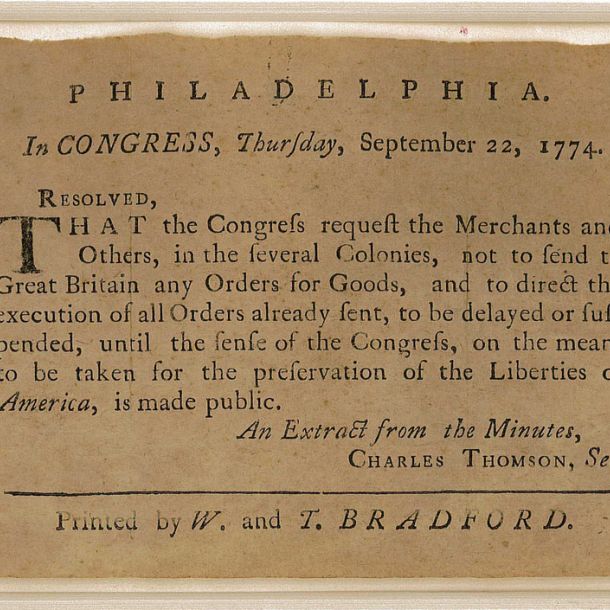 PHILADELPHIA.
In CONGRESS, Thurſday, September 22, 1774.
RESOLVED,
THAT the Congreſs requeſt the Merchants and
Others, in the ſeveral Colonies, not to ſend t
Great Britain any Orders for Goods, and to direct th
execution of all Orders already ſent, to be delayed or ſuſ
pended, until the ſenſe of the Congreſs, on the mean
to be taken for the preſervation of the Liberties o
America, is made public.
An Extract from the Minutes,
CHARLES THOMSON, Se
Printed by W. and T. BRADFORD.